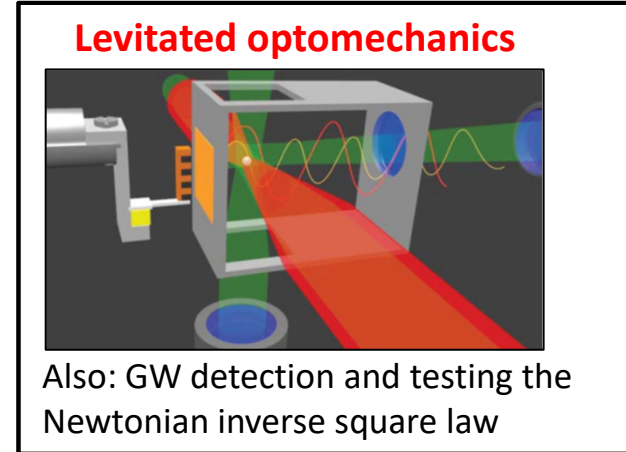 Levitated optomechanics
Also: GW detection and testing the
Newtonian inverse square law